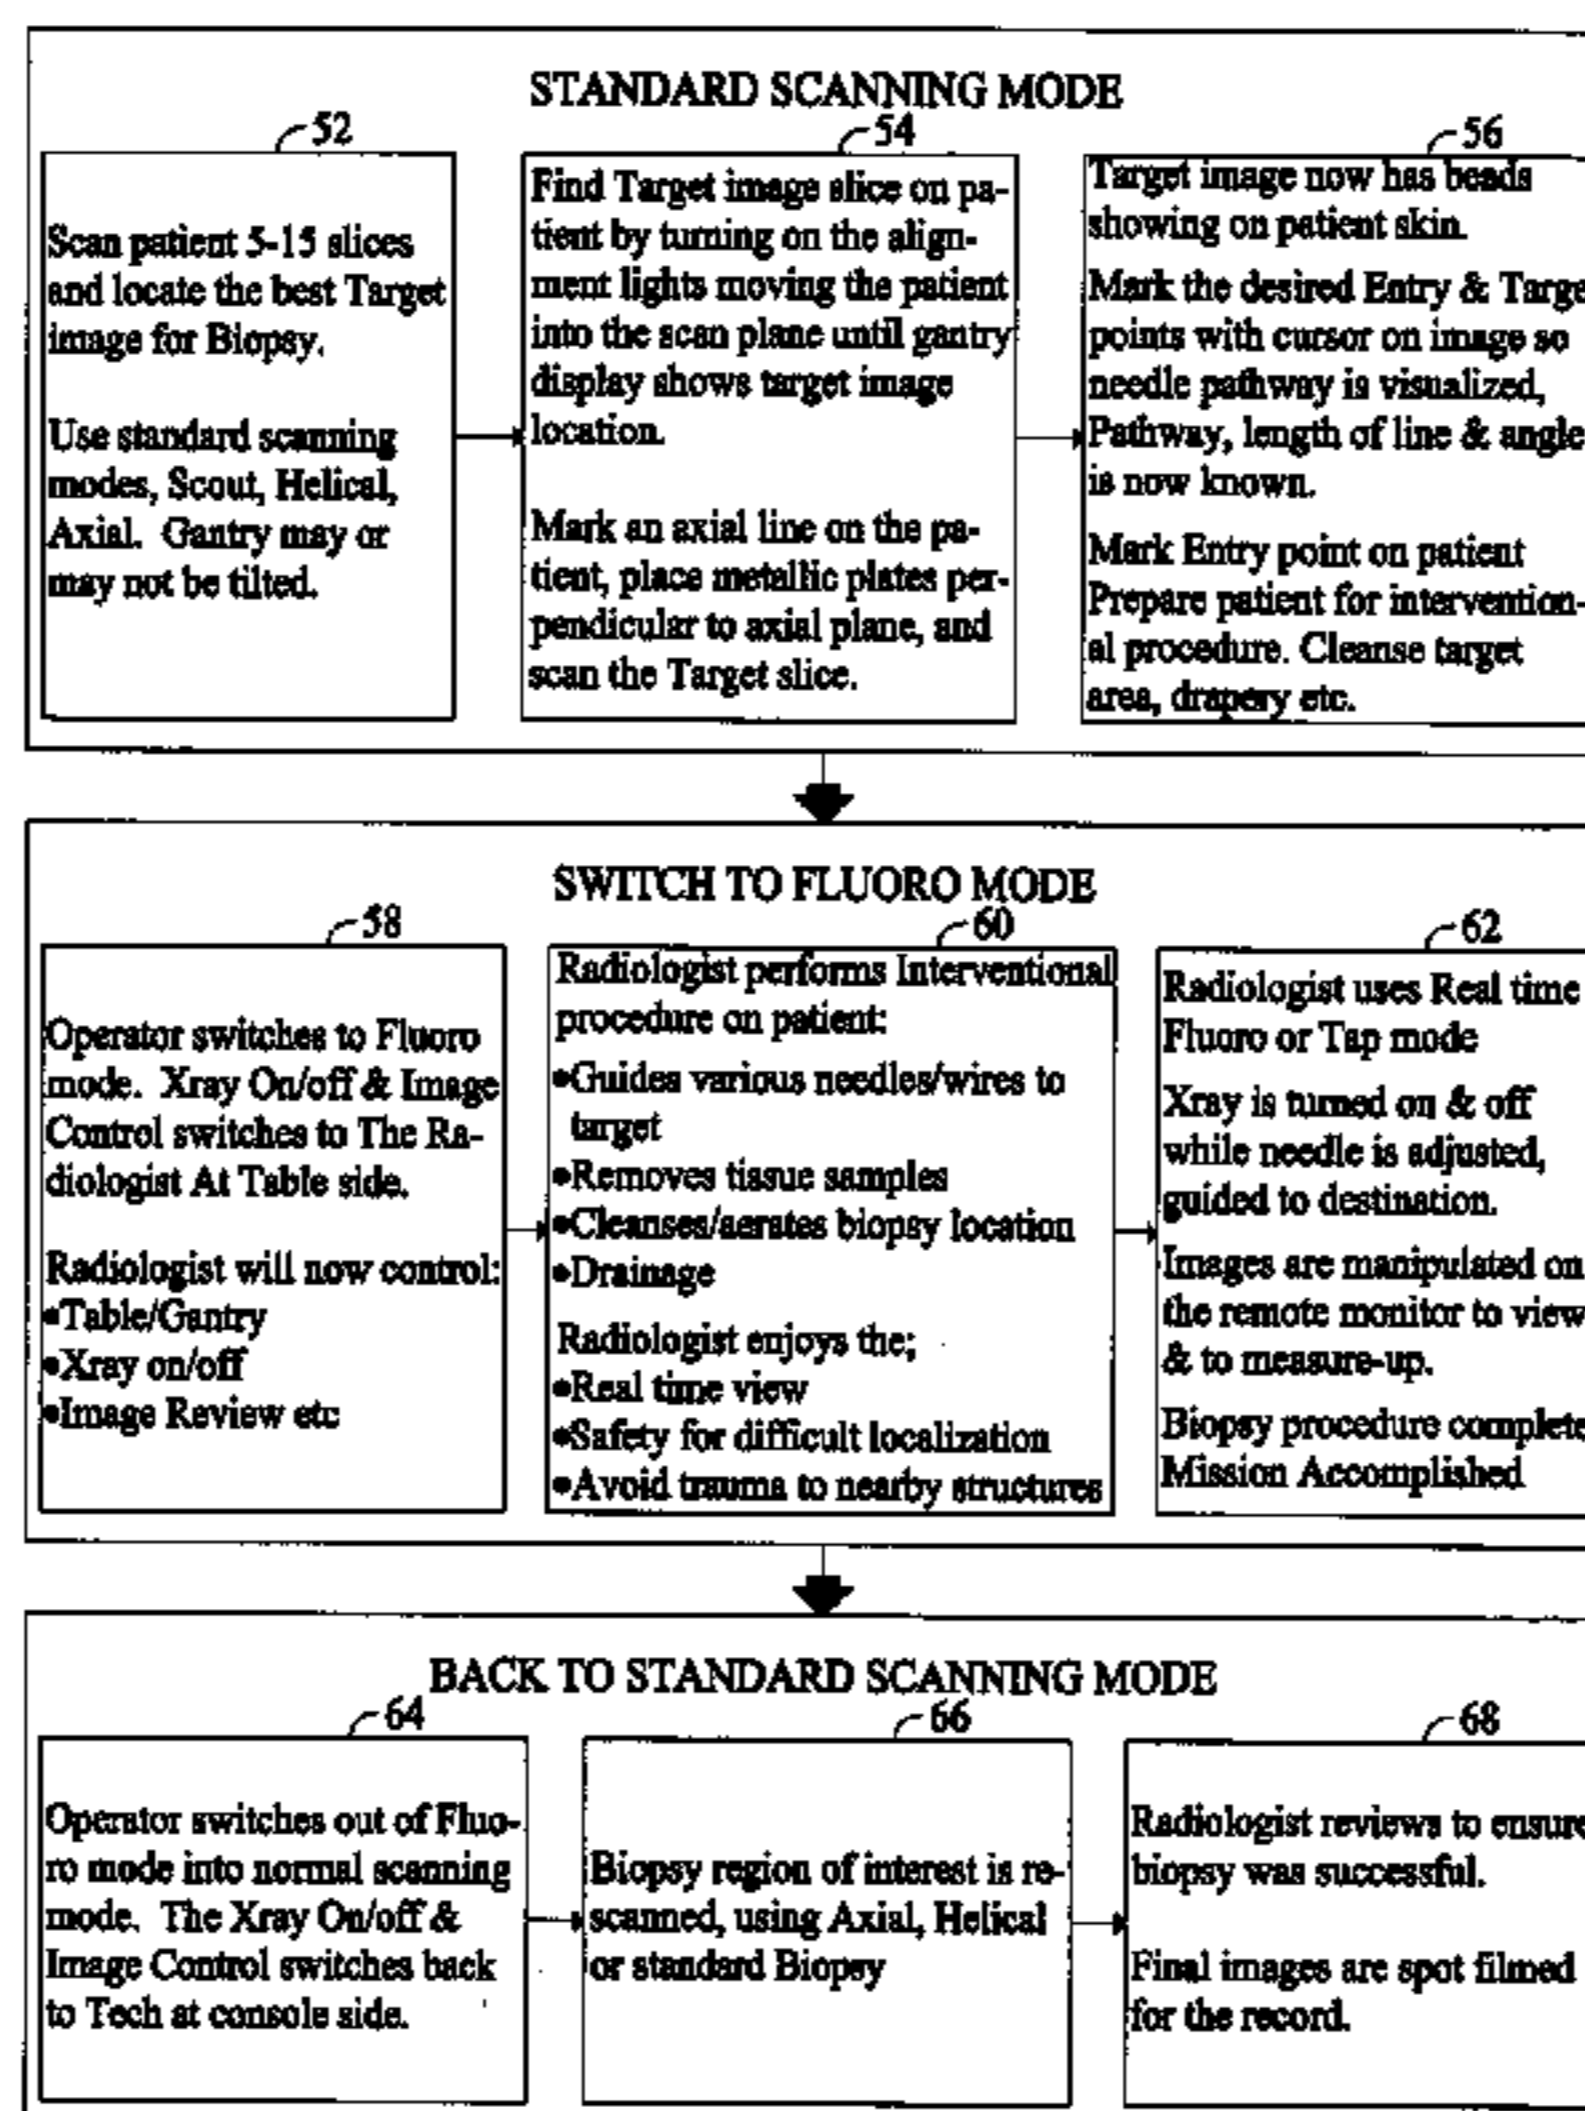 STANDARD SCANNING MODE
52
Scan patient 5-15 slices
and locate the best Target
image for Biopsy.
Use standard scanning
modes, Scout, Helical,
Axial. Gantry may or
may not be tilted.
54
Find Target image slice on pa-
tient by turning on the align-
ment lights moving the patient
into the scan plane until gantry
display shows target image
location.
Mark an axial line on the pa-
tient, place metallic plates per-
pendicular to axial plane, and
scan the Target slice.
56
Target image now has beads
showing on patient skin.
Mark the desired Entry & Targe
points with cursor on image so
needle pathway is visualized,
Pathway, length of line & angle
is now known.
Mark Entry point on patient
Prepare patient for intervention-
al procedure. Cleanse target
area, drapery etc.
SWITCH TO FLUORO MODE
58
Operator switches to Fluoro
mode. Xray On/off & Image
Control switches to The Ra-
diologist At Table side.
Radiologist will now control:
•Table/Gantry
•Xray on/off
•Image Review etc
60
Radiologist performs Interventional
procedure on patient:
•Guides various needles/wires to
target
•Removes tissue samples
•Cleanses/aerates biopsy location
•Drainage
Radiologist enjoys the;
•Real time view
•Safety for difficult localization
•Avoid trauma to nearby structures
62
Radiologist uses Real time
Fluoro or Tap mode
Xray is turned on & off
while needle is adjusted,
guided to destination.
Images are manipulated on
the remote monitor to view
& to measure-up.
Biopsy procedure complete
Mission Accomplished
BACK TO STANDARD SCANNING MODE
64
Operator switches out of Fluo-
ro mode into normal scanning
mode. The Xray On/off &
Image Control switches back
to Tech at console side.
66
Biopsy region of interest is re-
scanned, using Axial, Helical
or standard Biopsy
68
Radiologist reviews to ensure
biopsy was successful.
Final images are spot filmed
for the record.